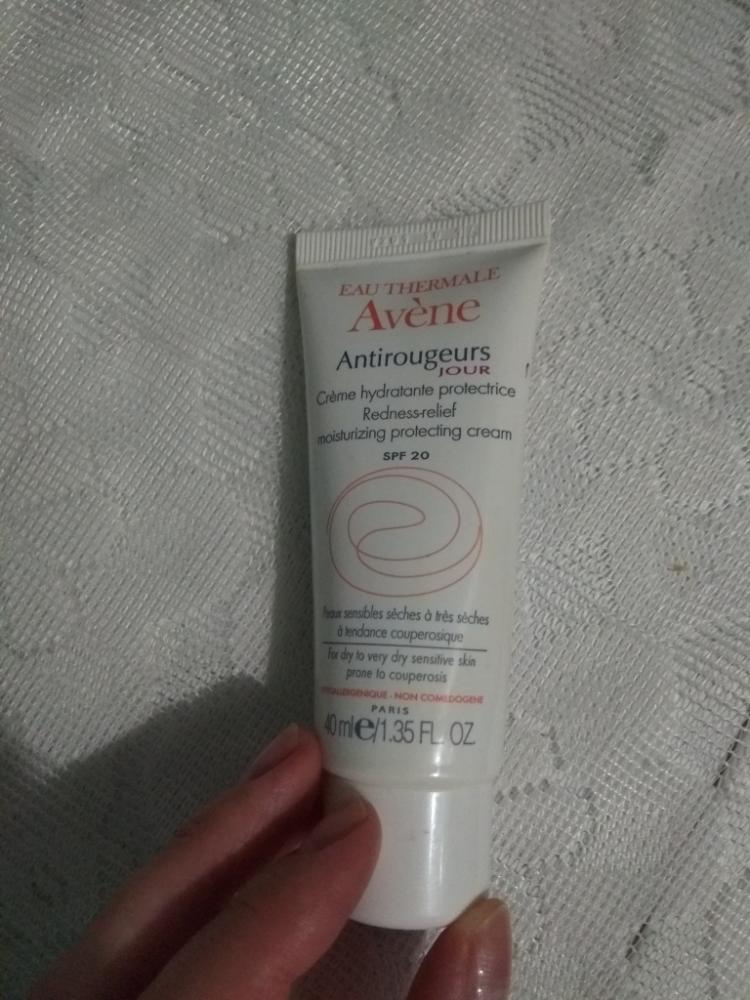 EAU THERMALE
Avène
Antirougeurs
JOUR
Crème hydratante protectrice
Redness-relief
moisturizing protecting cream
SPF 20
Peaux sensibles sèches à très sèches
à tendance couperosique
For dry to very dry sensitive skin
prone to couperosis
HYPOALLERGENIQUE - NON COMEDOGENE
PARIS
40 ml e/1.35 FL. OZ.